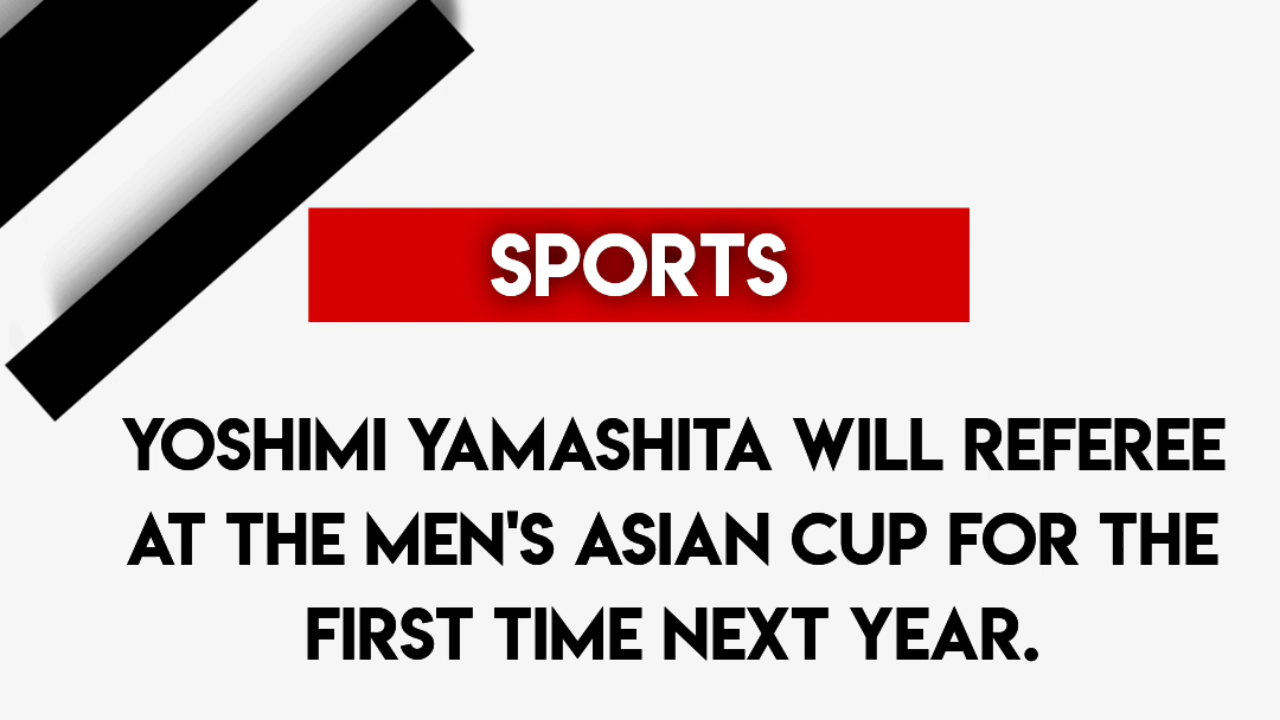 SPORTS
YOSHIMI YAMASHITA WILL REFEREE
AT THE MEN'S ASIAN CUP FOR THE
FIRST TIME NEXT YEAR.